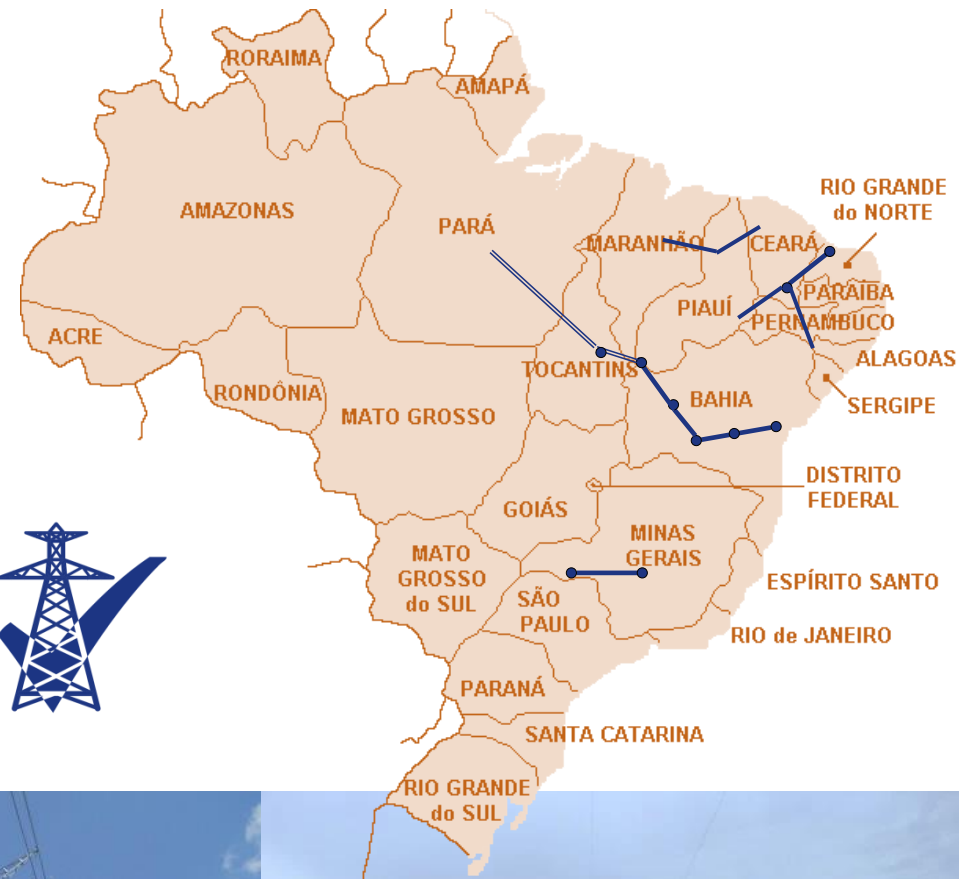 RORAIMA
AMAPÁ
RIO GRANDE
do NORTE
AMAZONAS
PARÁ
MARANHÃO
CEARÁ
PARAÍBA
PIAUÍ
PERNAMBUCO
ACRE
ALAGOAS
TOCANTINS
RONDÔNIA
BAHIA
SERGIPE
MATO GROSSO
DISTRITO
FEDERAL
GOIÁS
MINAS
GERAIS
MATO
GROSSO
do SUL
ESPÍRITO SANTO
SÃO
PAULO
RIO de JANEIRO
PARANÁ
SANTA CATARINA
RIO GRANDE
do SUL